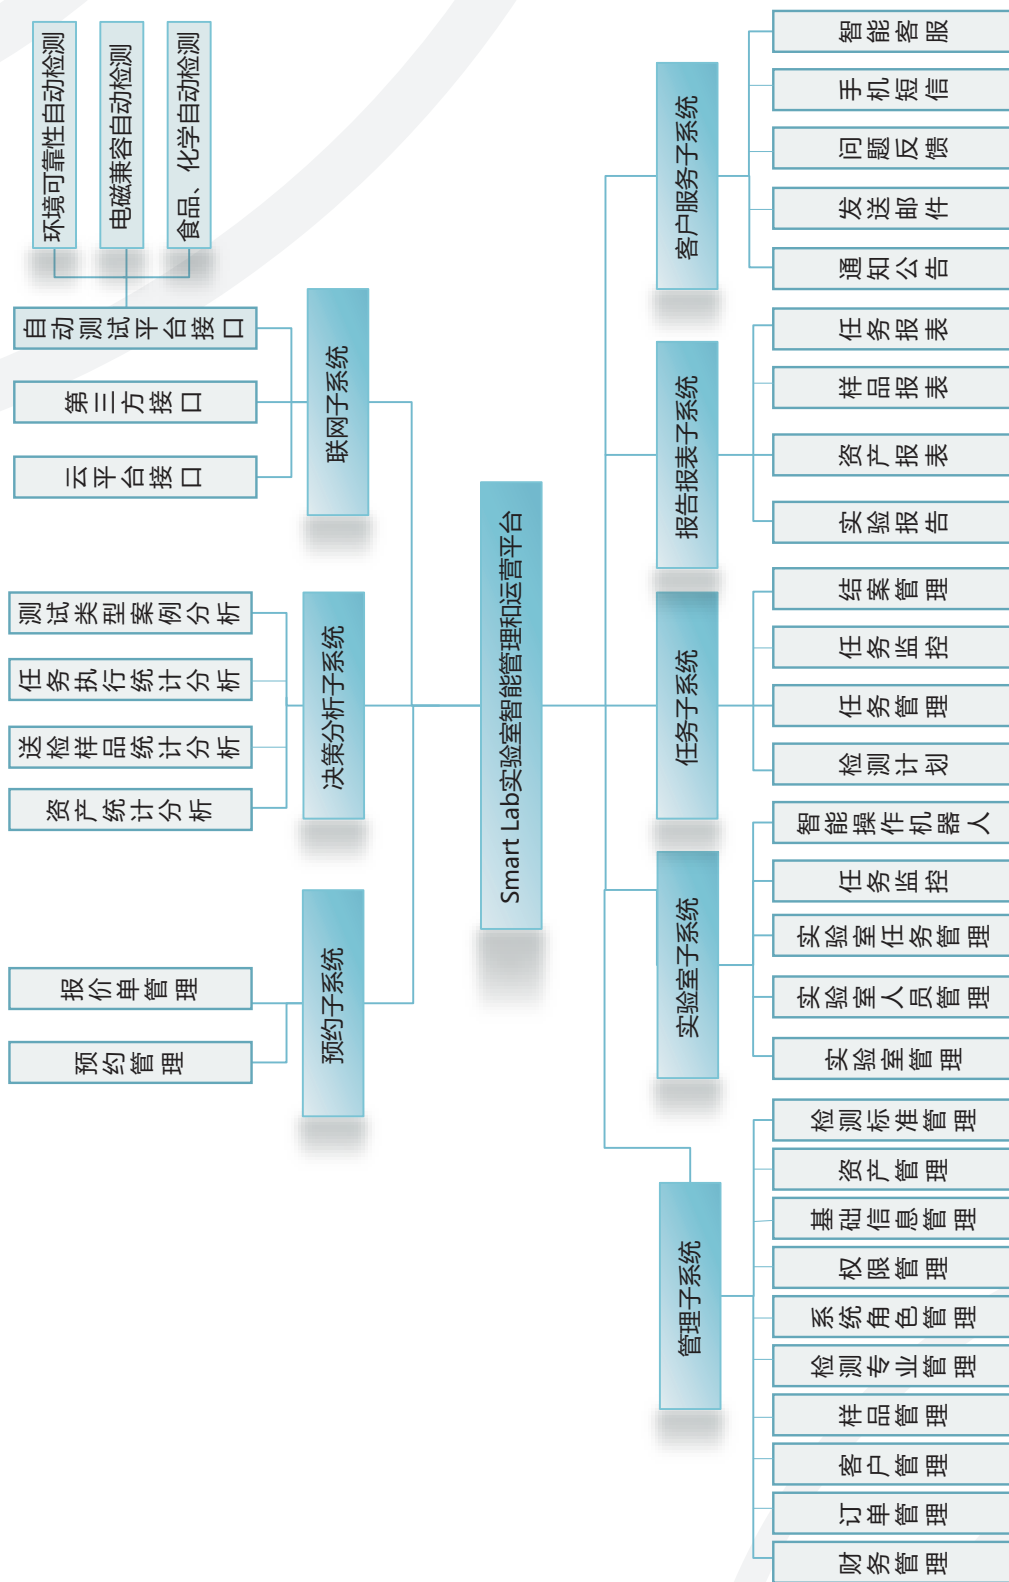 预约管理
报价单管理
资产统计分析
送检样品统计分析
任务执行统计分析
测试类型案例分析
云平台接口
第三方接口
自动测试平台接口
环境可靠性自动检测
电磁兼容自动检测
食品、化学自动检测
预约子系统
决策分析子系统
联网子系统
Smart Lab实验室智能管理和运营平台
管理子系统
实验室子系统
任务子系统
报告报表子系统
客户服务子系统
财务管理
订单管理
客户管理
样品管理
检测专业管理
系统角色管理
权限管理
基础信息管理
资产管理
检测标准管理
实验室管理
实验室人员管理
实验室任务管理
任务监控
智能操作机器人
检测计划
任务管理
任务监控
结案管理
实验报告
资产报表
样品报表
任务报表
通知公告
发送邮件
问题反馈
手机短信
智能客服